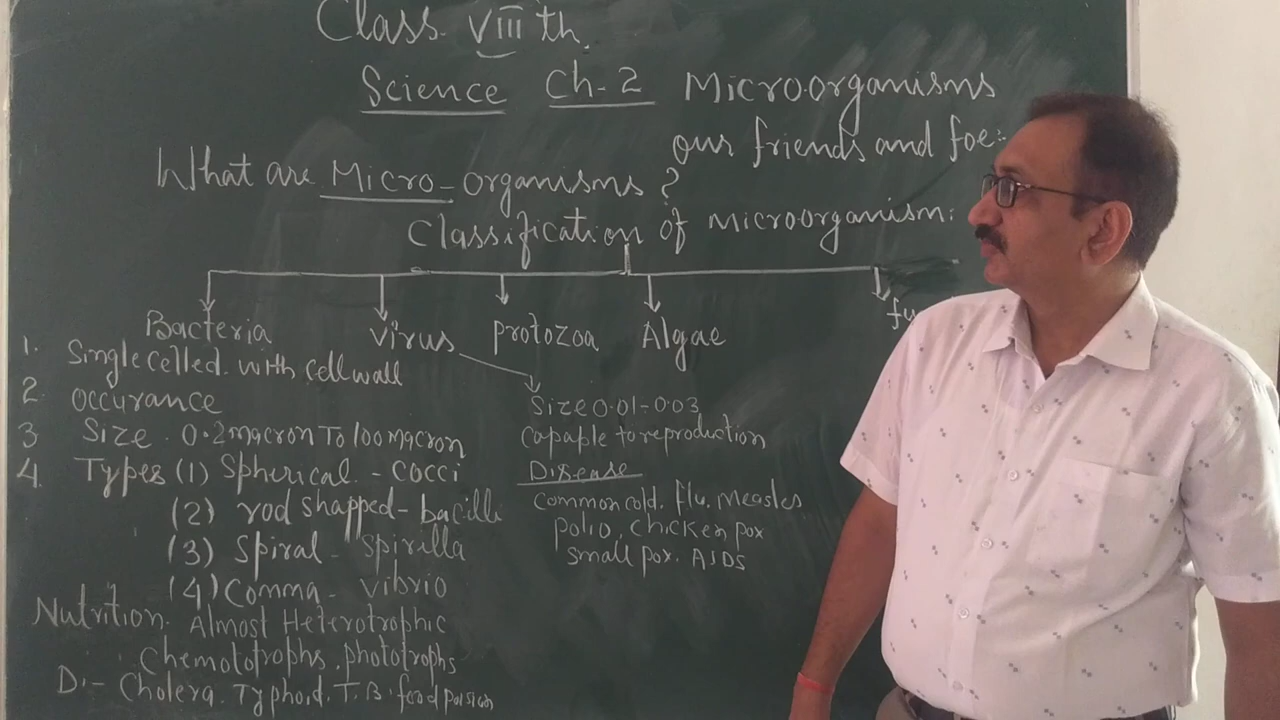 Class VIII th
Science Ch-2 Microorganisms
our friends and foe:
What are Micro-organisms ?
Classification of microorganism:
Bacteria virus protozoa Algae fu
1. Single celled with cell wall
2 occurance
3 Size . 0.2 macron To 100 macron
4 Types (1) Spherical - cocci
(2) rod shapped - bacilli
(3) Spiral - spirilla
(4) Comma - vibrio
Nutrition. Almost Heterotrophic
Chemototrophs, phototrophs
D:- Cholera. Typhoid. T.B. food
Size 0.01-0.03
capaple to reproduction
Disease
Common cold, flu, measles
polio, chicken pox
small pox. AIDS